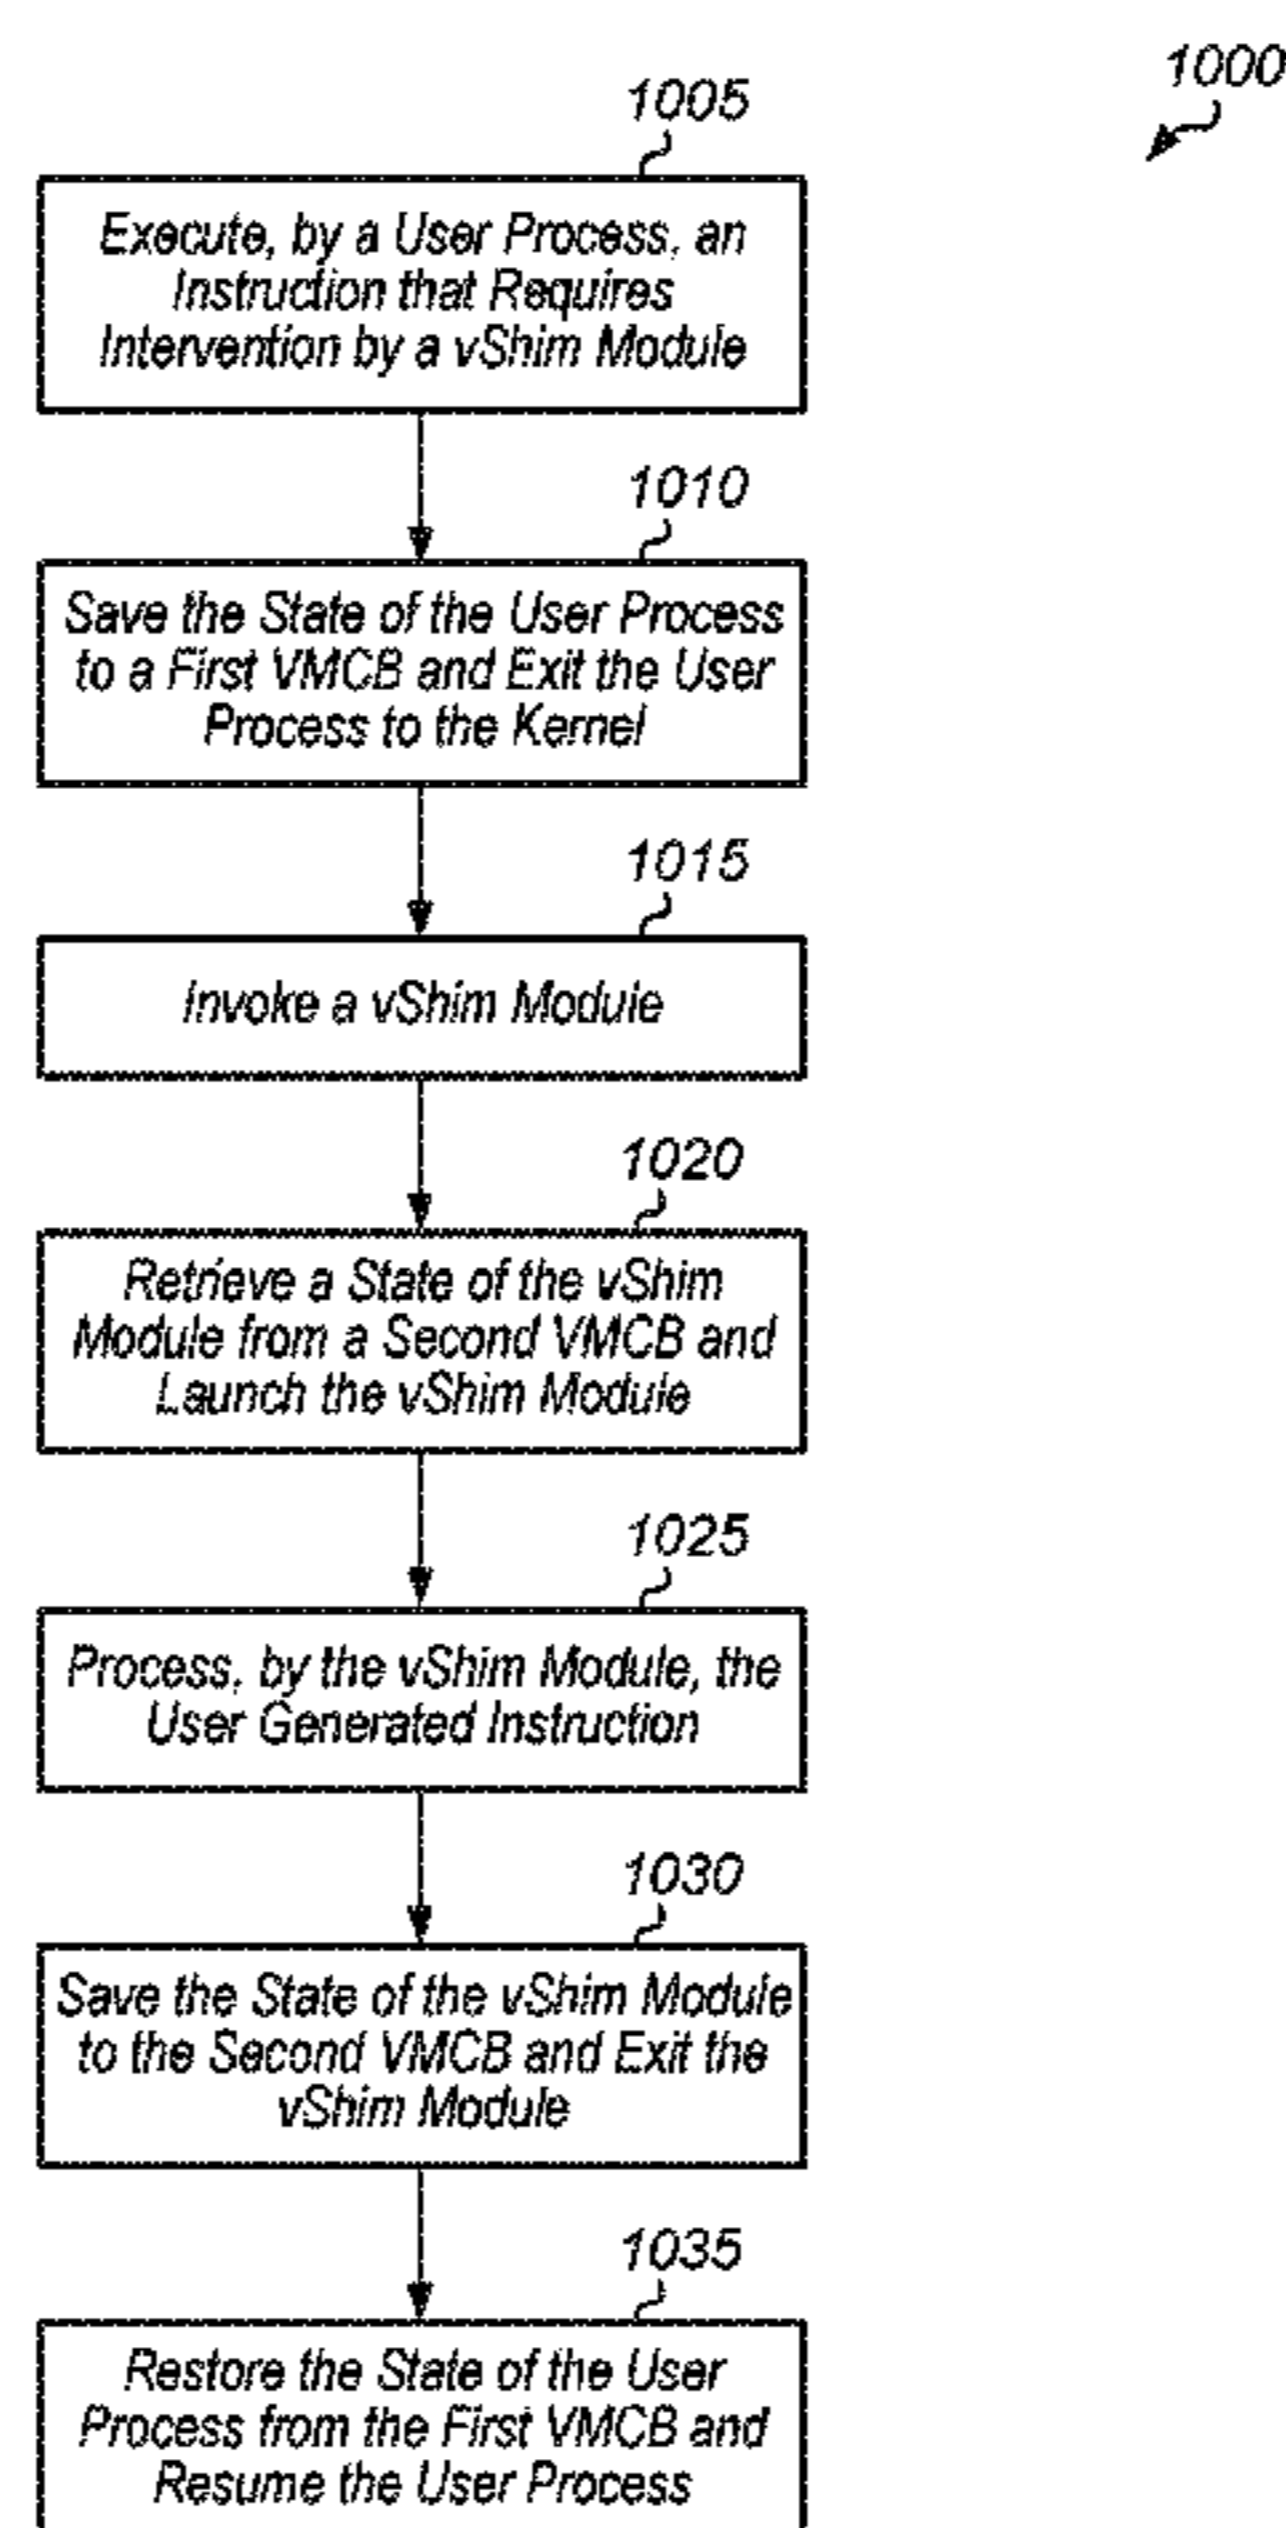 1000
1005
Execute, by a User Process, an
Instruction that Requires
Intervention by a vShim Module
1010
Save the State of the User Process
to a First VMCB and Exit the User
Process to the Kernel
1015
Invoke a vShim Module
1020
Retrieve a State of the vShim
Module from a Second VMCB and
Launch the vShim Module
1025
Process, by the vShim Module, the
User Generated Instruction
1030
Save the State of the vShim Module
to the Second VMCB and Exit the
vShim Module
1035
Restore the State of the User
Process from the First VMCB and
Resume the User Process